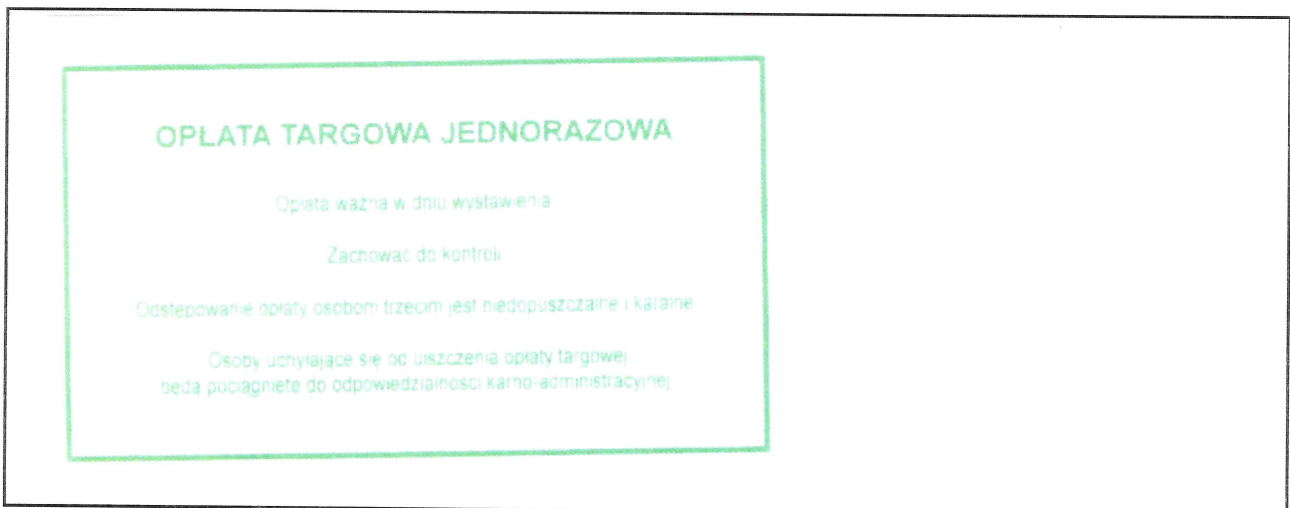 OPŁATA TARGOWA JEDNORAZOWA
Opłata ważna w dniu wystawienia
Zachować do kontroli
Odstępowanie opłaty osobom trzecim jest niedopuszczalne i karalne
Osoby uchylające się od uiszczenia opłaty targowej
będą pociągnięte do odpowiedzialności karno-administracyjnej